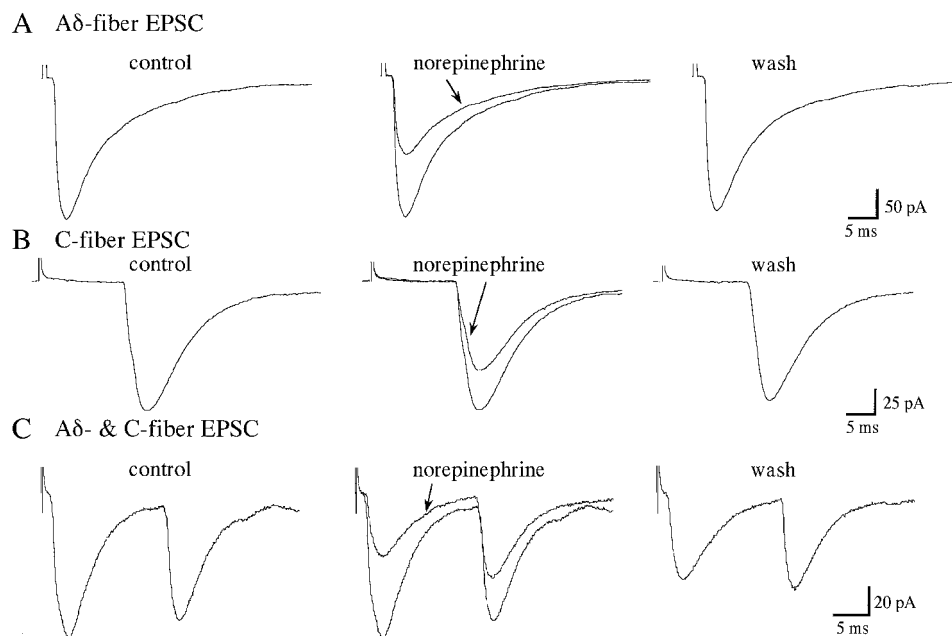 A Aδ-fiber EPSC
control
norepinephrine
wash
50 pA
5 ms
B C-fiber EPSC
control
norepinephrine
wash
25 pA
5 ms
C Aδ- & C-fiber EPSC
control
norepinephrine
wash
20 pA
5 ms